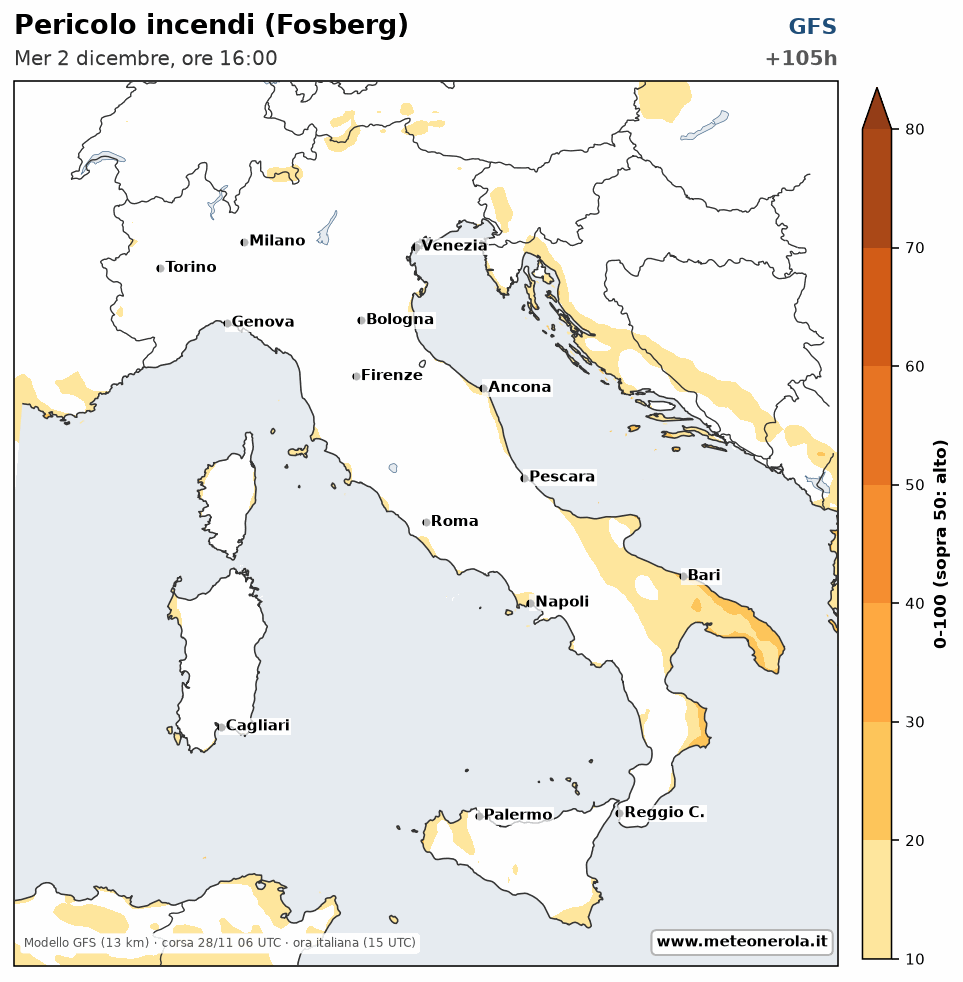 Pericolo incendi (Fosberg)
GFS
Mer 2 dicembre, ore 16:00
+105h
80
70
60
50
40
30
20
10
0-100 (sopra 50: alto)
Milano
Venezia
Torino
Genova
Bologna
Firenze
Ancona
Pescara
Roma
Bari
Napoli
Cagliari
Palermo
Reggio C.
Modello GFS (13 km) · corsa 28/11 06 UTC · ora italiana (15 UTC)
www.meteonerola.it